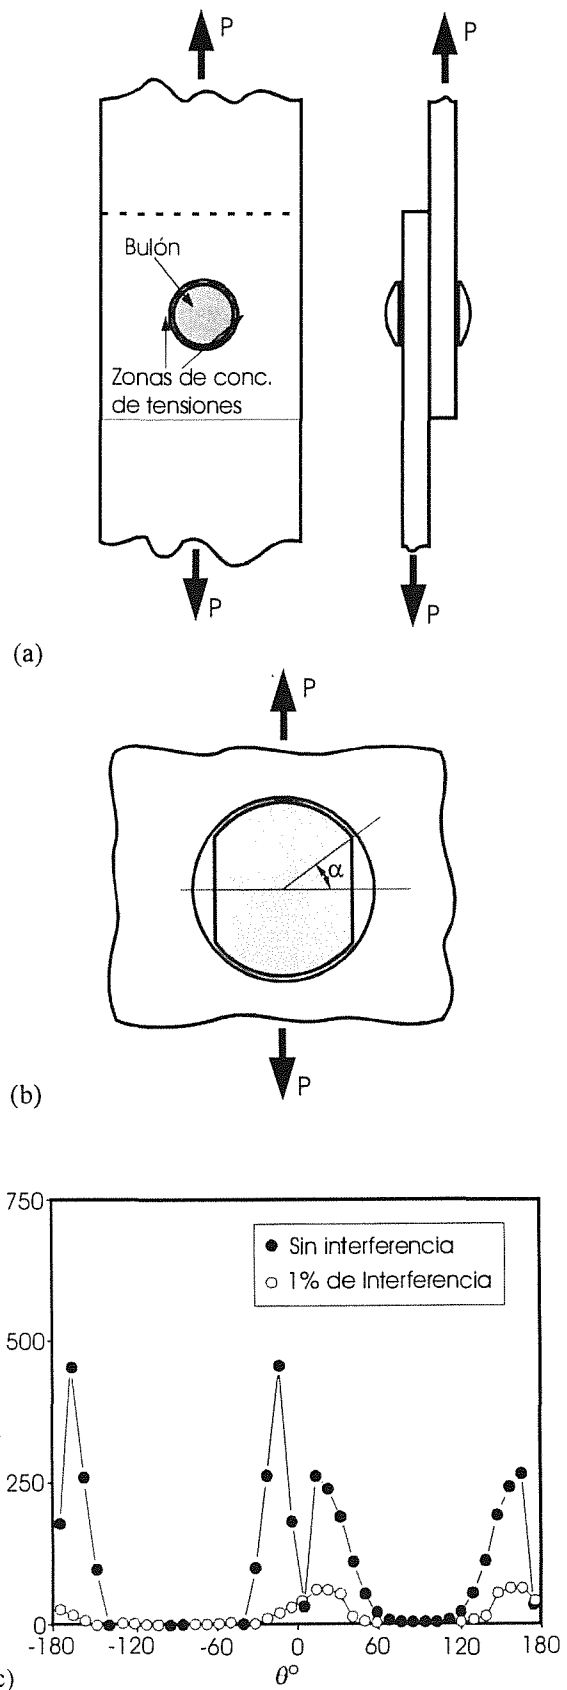 P
P
Bulón
Zonas de conc.
de tensiones
P
P
(a)
P
α
P
(b)
750
500
250
0
● Sin interferencia
○ 1% de Interferencia
-180 -120 -60 0 60 120 180
θº
c)